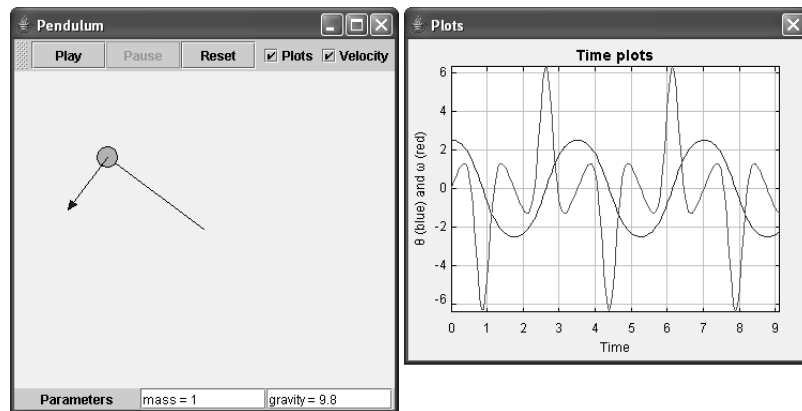 Pendulum
Play Pause Reset Plots Velocity
Parameters mass = 1 gravity = 9.8
Plots
Time plots
θ (blue) and ω (red)
6
4
2
0
-2
-4
-6
0 1 2 3 4 5 6 7 8 9
Time